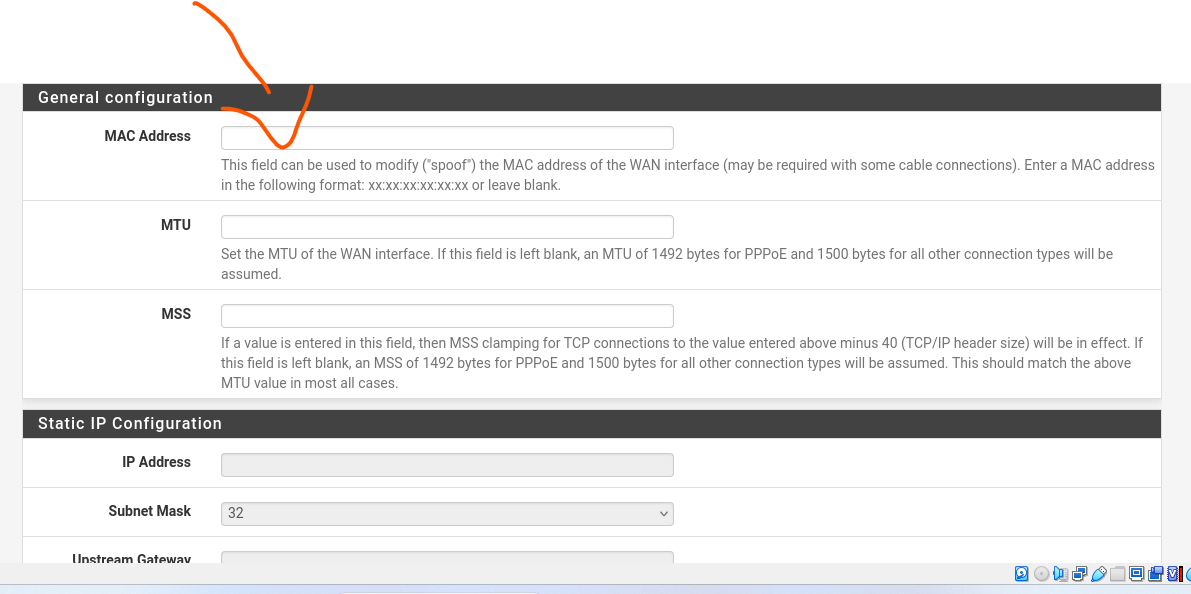 General configuration
MAC Address
This field can be used to modify ("spoof") the MAC address of the WAN interface (may be required with some cable connections). Enter a MAC address
in the following format: xx:xx:xx:xx:xx:xx or leave blank.
MTU
Set the MTU of the WAN interface. If this field is left blank, an MTU of 1492 bytes for PPPoE and 1500 bytes for all other connection types will be
assumed.
MSS
If a value is entered in this field, then MSS clamping for TCP connections to the value entered above minus 40 (TCP/IP header size) will be in effect. If
this field is left blank, an MSS of 1492 bytes for PPPoE and 1500 bytes for all other connection types will be assumed. This should match the above
MTU value in most all cases.
Static IP Configuration
IP Address
Subnet Mask
32
Upstream Gateway